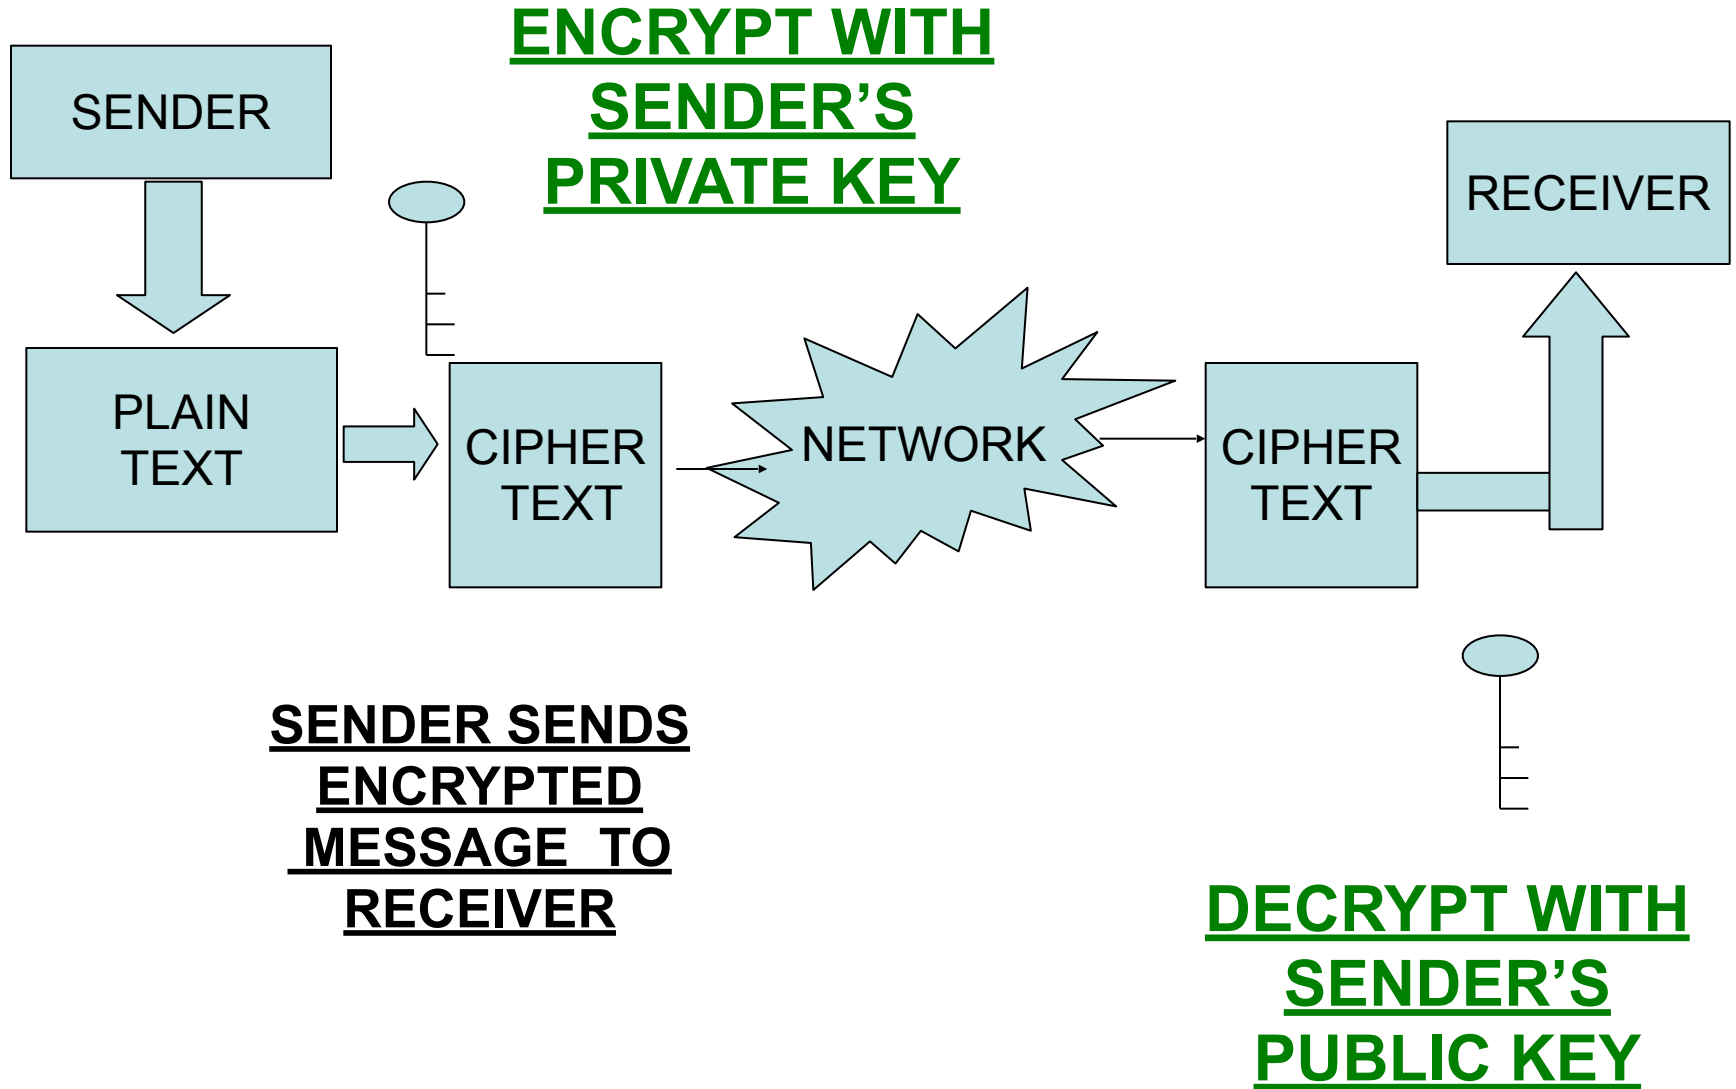 ENCRYPT WITH
SENDER’S
PRIVATE KEY
SENDER
RECEIVER
PLAIN
TEXT
CIPHER
TEXT
NETWORK
CIPHER
TEXT
SENDER SENDS
ENCRYPTED
MESSAGE TO
RECEIVER
DECRYPT WITH
SENDER’S
PUBLIC KEY